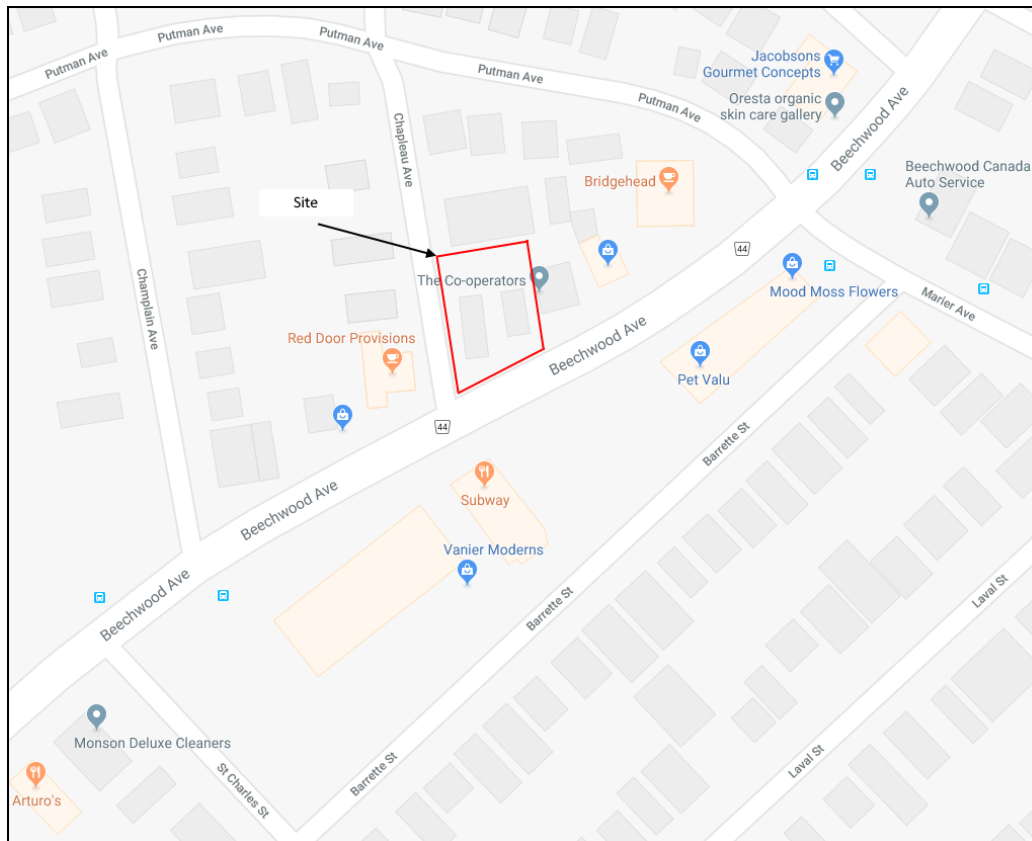 Putman Ave
Putman Ave
Putman Ave
Putman Ave
Putman Ave
Jacobsons
Gourmet Concepts
Oresta organic
skin care gallery
Beechwood Ave
Chapleau Ave
Beechwood Canada
Auto Service
Bridgehead
Site
44
The Co-operators
Mood Moss Flowers
Marier Ave
Champlain Ave
Red Door Provisions
Beechwood Ave
Pet Valu
44
Barrette St
Beechwood Ave
Subway
Vanier Moderns
Beechwood Ave
Barrette St
Laval St
Monson Deluxe Cleaners
St Charles St
Barrette St
Laval St
Arturo's